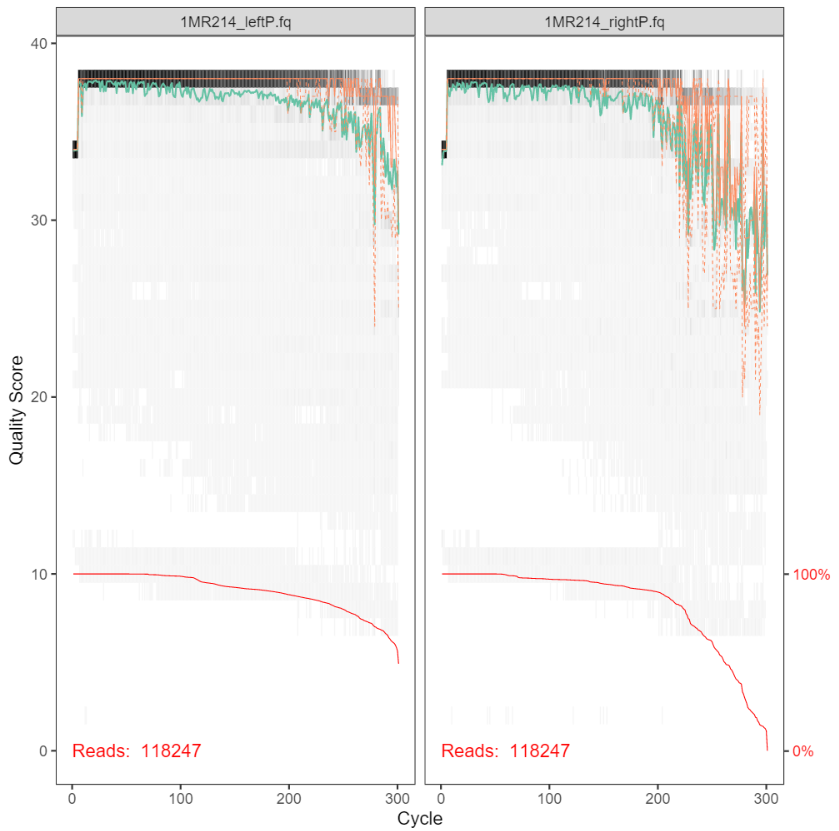 1MR214_leftP.fq
1MR214_rightP.fq
40
30
20
10
0
Quality Score
100%
0%
Reads: 118247
Reads: 118247
0
100
200
300
0
100
200
300
Cycle